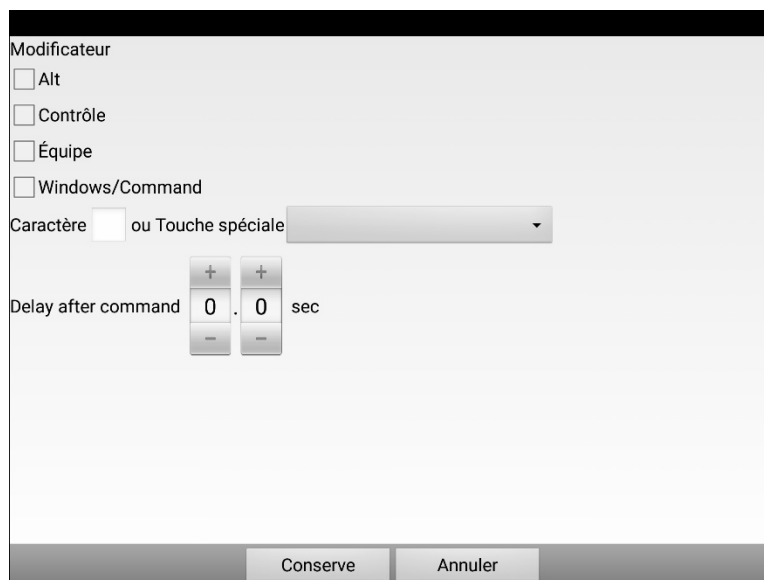 Modificateur
Alt
Contrôle
Équipe
Windows/Command
Caractère ou Touche spéciale
+ +
Delay after command 0 . 0 sec
− −
Conserve Annuler